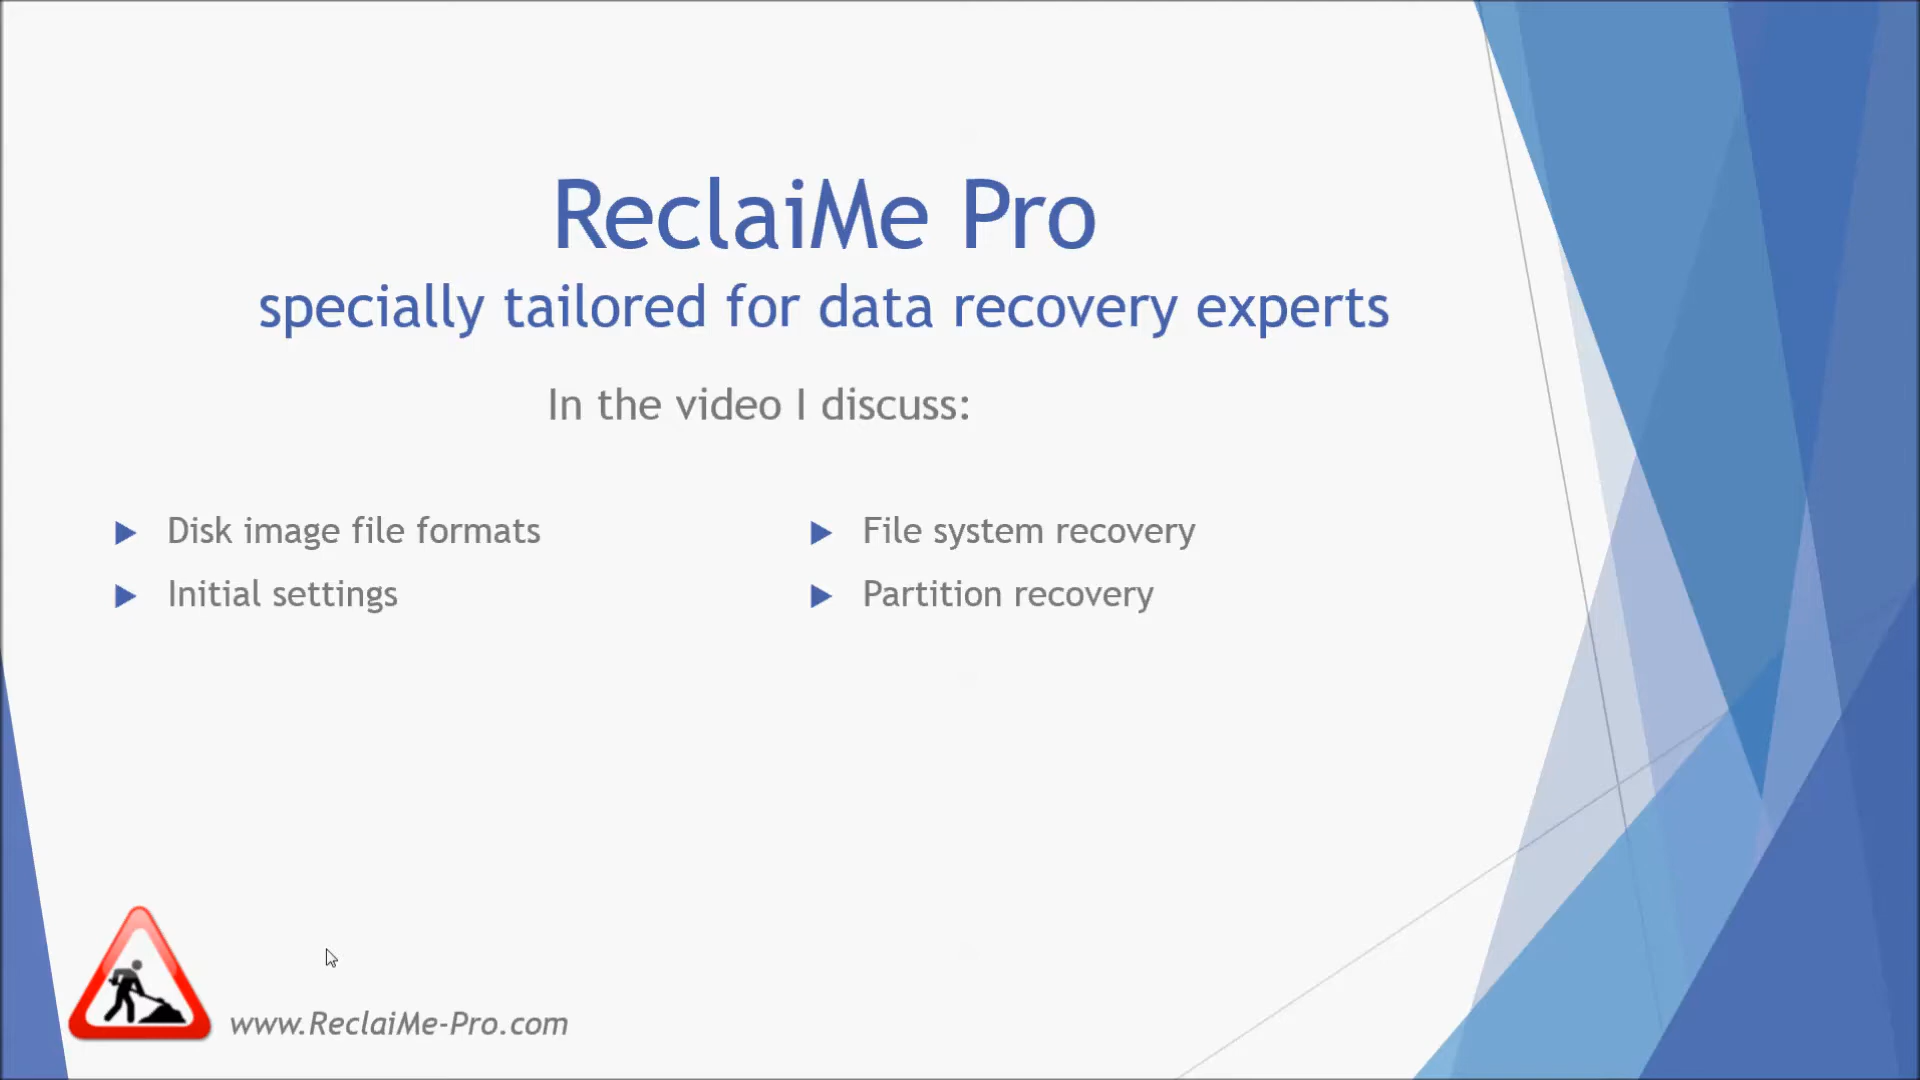 ReclaiMe Pro
specially tailored for data recovery experts
In the video I discuss:
Disk image file formats
Initial settings
File system recovery
Partition recovery
www.ReclaiMe-Pro.com